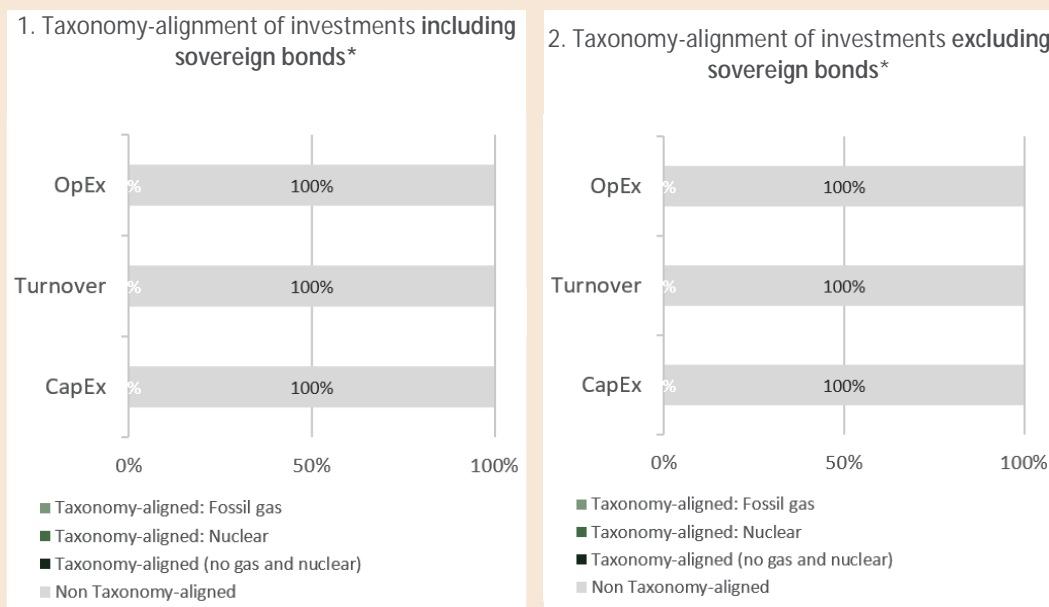 1. Taxonomy-alignment of investments including
sovereign bonds*
OpEx
%
100%
Turnover
%
100%
CapEx
%
100%
0%
50%
100%
Taxonomy-aligned: Fossil gas
Taxonomy-aligned: Nuclear
Taxonomy-aligned (no gas and nuclear)
Non Taxonomy-aligned
2. Taxonomy-alignment of investments excluding
sovereign bonds*
OpEx
%
100%
Turnover
%
100%
CapEx
%
100%
0%
50%
100%
Taxonomy-aligned: Fossil gas
Taxonomy-aligned: Nuclear
Taxonomy-aligned (no gas and nuclear)
Non Taxonomy-aligned